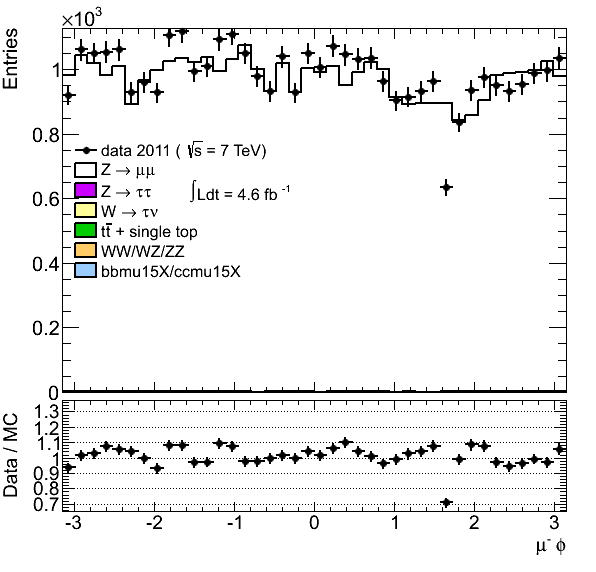 ×10³
Entries
1
0.8
0.6
0.4
0.2
0
data 2011 ( √s = 7 TeV)
Z → μμ
Z → ττ
∫Ldt = 4.6 fb⁻¹
W → τν
tt̄ + single top
WW/WZ/ZZ
bbmu15X/ccmu15X
Data / MC
1.3
1.2
1.1
1
0.9
0.8
0.7
-3 -2 -1 0 1 2 3
μ⁻ ϕ